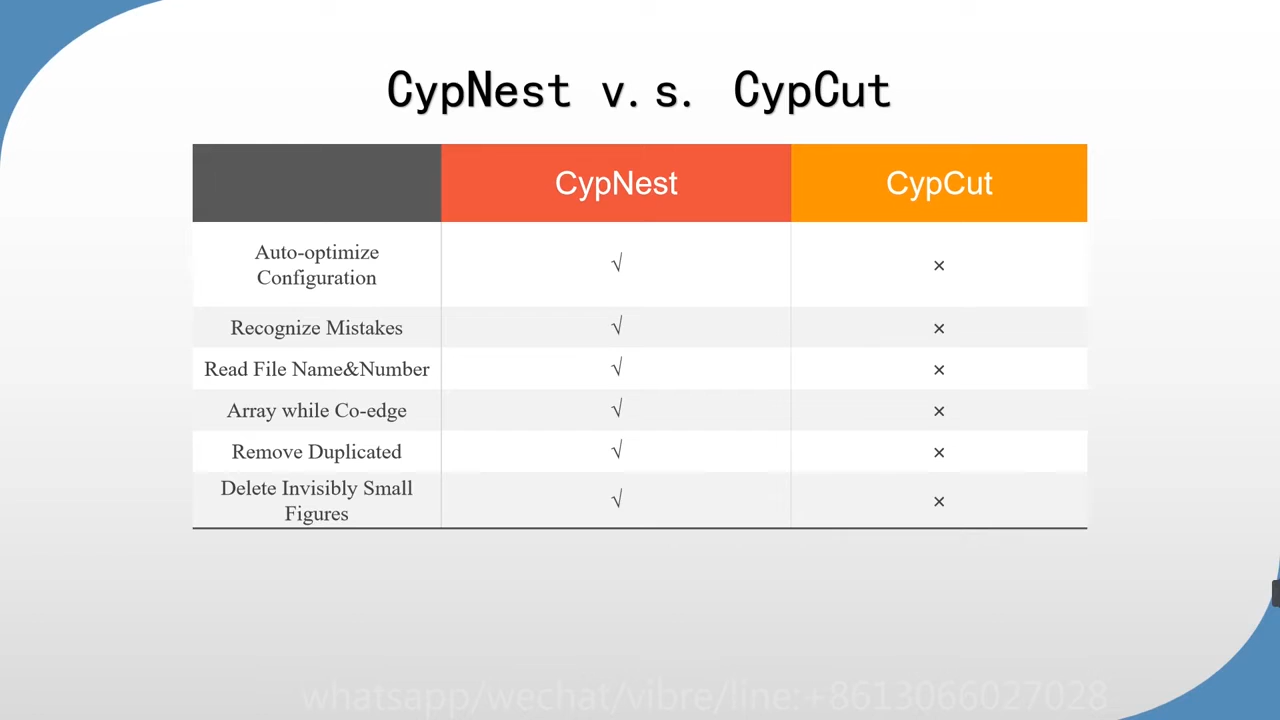 CypNest v.s. CypCut
CypNest CypCut
Auto-optimize
Configuration
√ ×
Recognize Mistakes √ ×
Read File Name&Number √ ×
Array while Co-edge √ ×
Remove Duplicated √ ×
Delete Invisibly Small
Figures
√ ×
whatsapp/wechat/vibre/line:+8613066027028